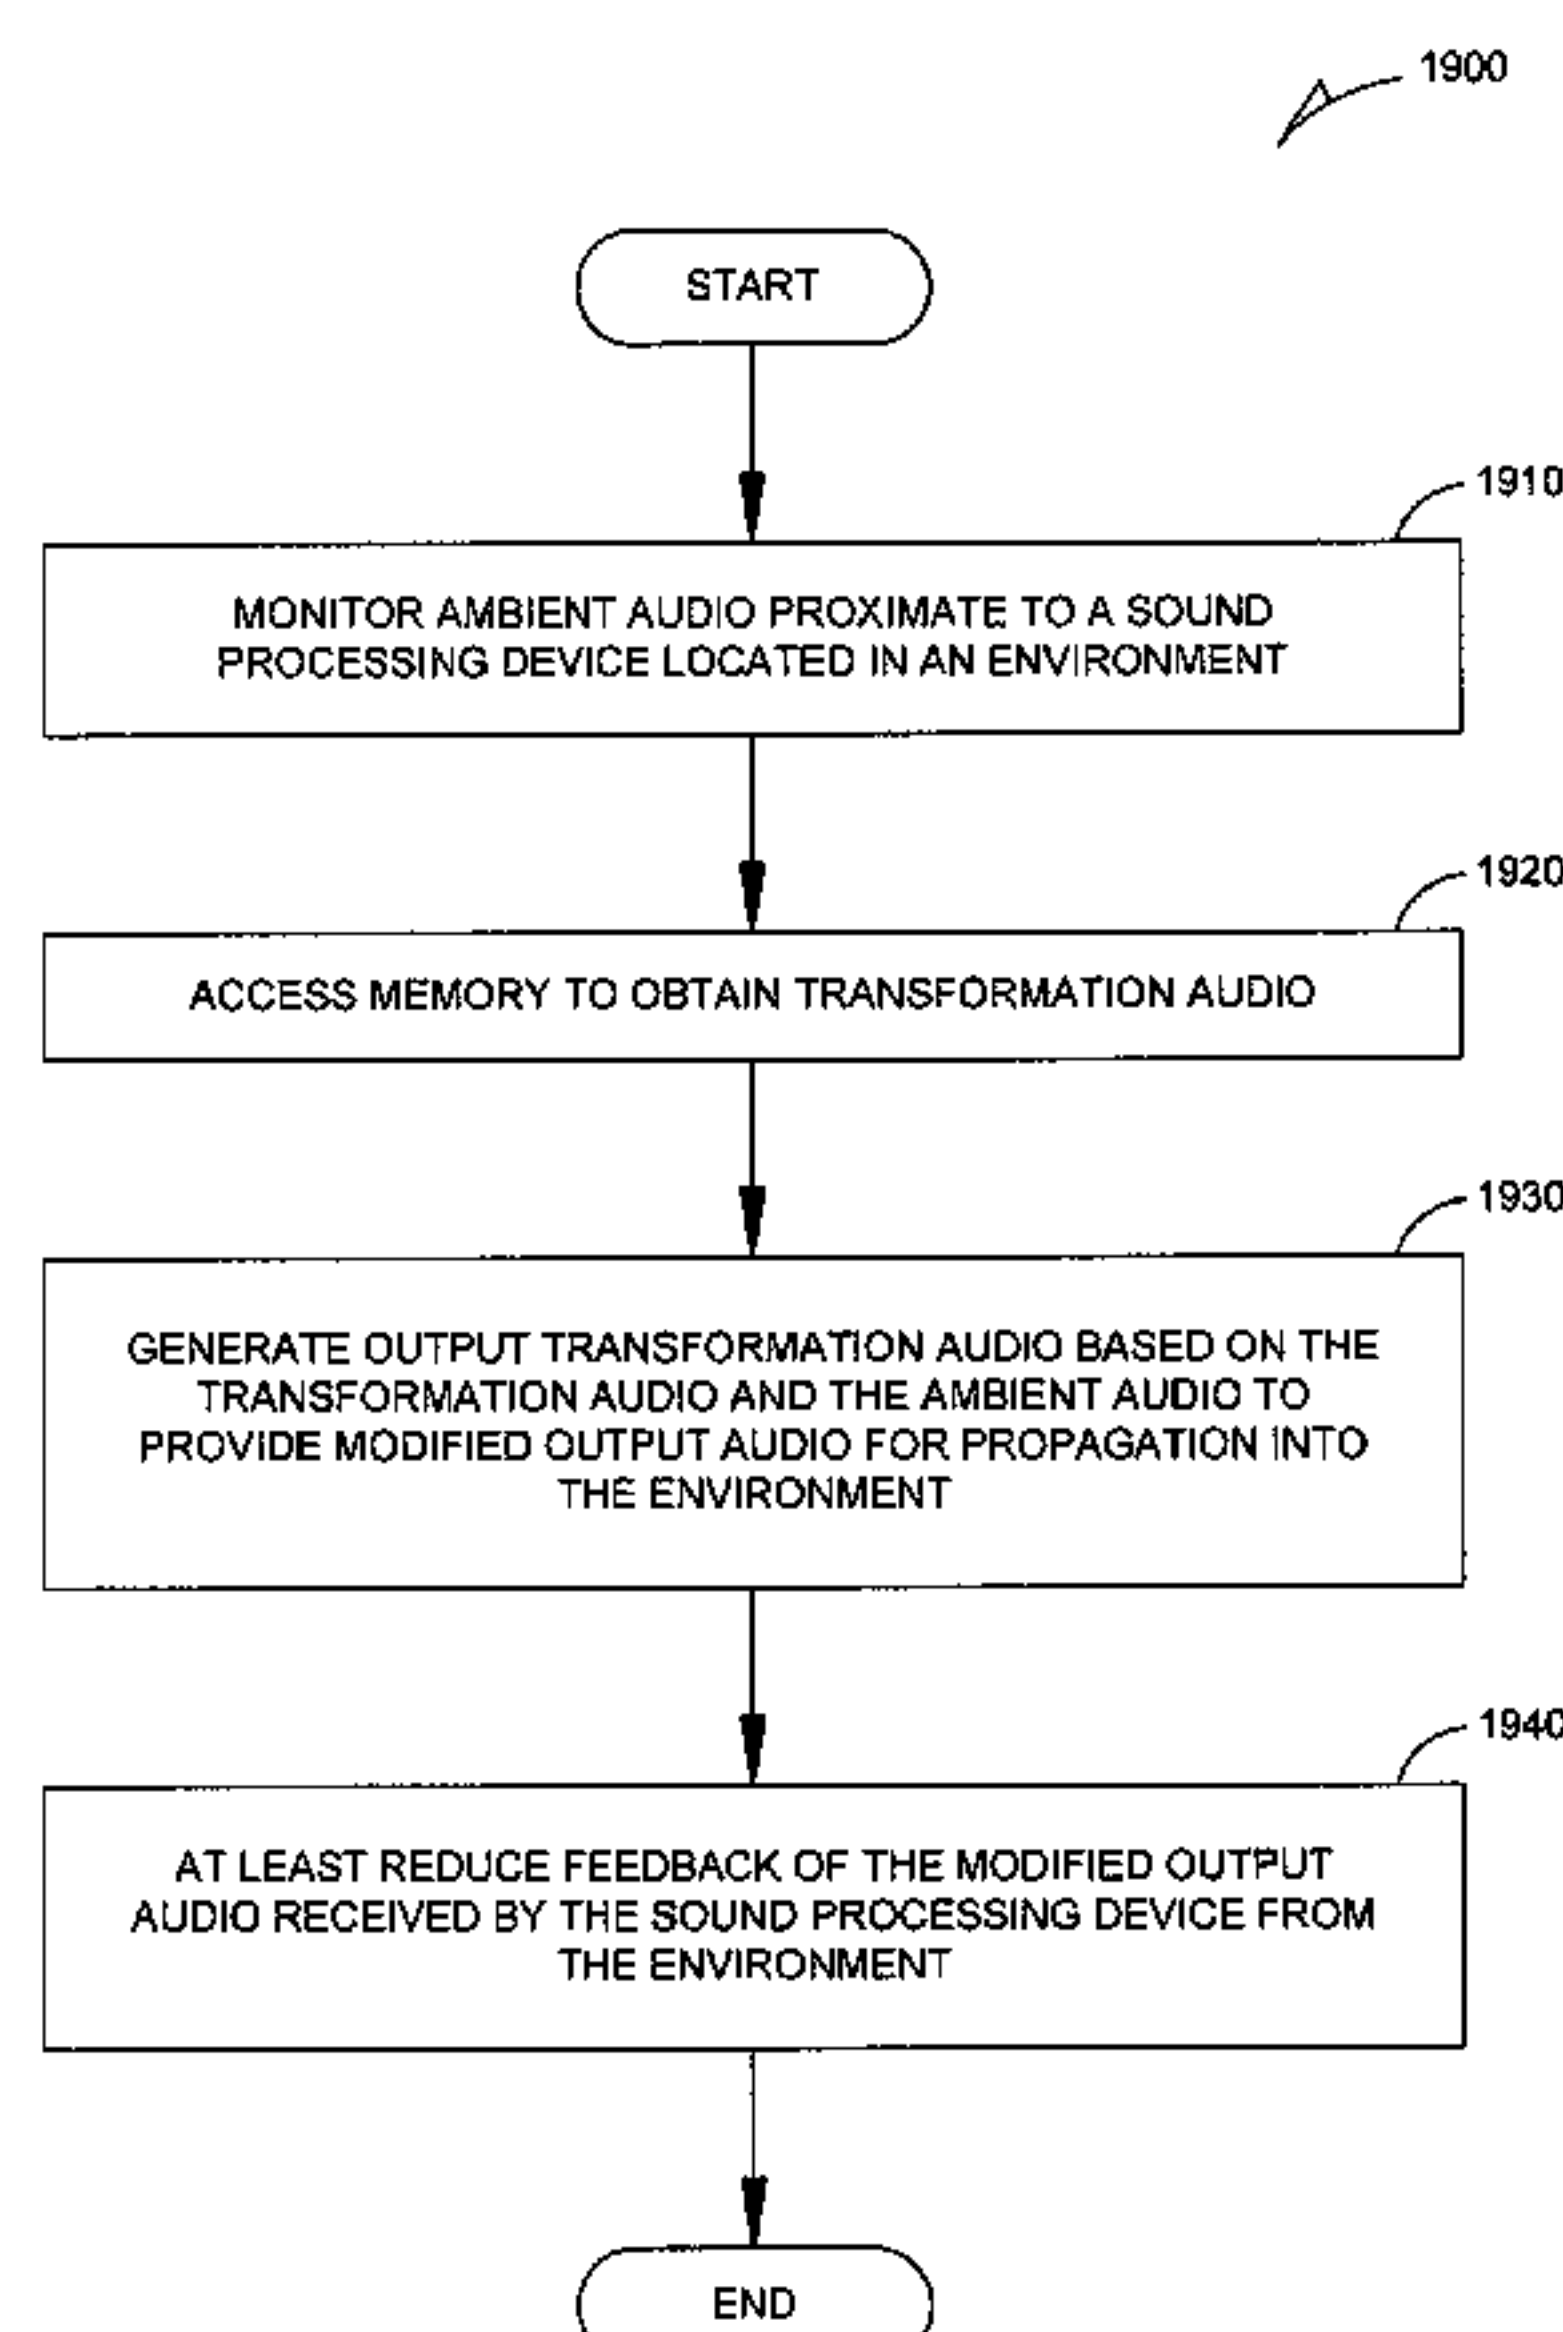 1900
START
1910
MONITOR AMBIENT AUDIO PROXIMATE TO A SOUND
PROCESSING DEVICE LOCATED IN AN ENVIRONMENT
1920
ACCESS MEMORY TO OBTAIN TRANSFORMATION AUDIO
1930
GENERATE OUTPUT TRANSFORMATION AUDIO BASED ON THE
TRANSFORMATION AUDIO AND THE AMBIENT AUDIO TO
PROVIDE MODIFIED OUTPUT AUDIO FOR PROPAGATION INTO
THE ENVIRONMENT
1940
AT LEAST REDUCE FEEDBACK OF THE MODIFIED OUTPUT
AUDIO RECEIVED BY THE SOUND PROCESSING DEVICE FROM
THE ENVIRONMENT
END